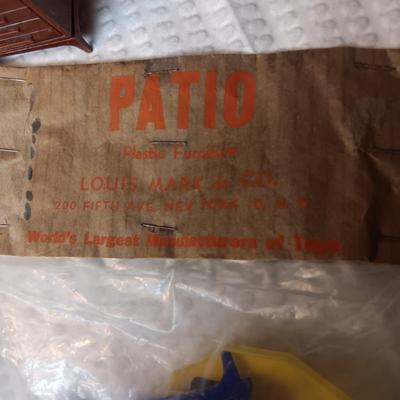 PATIO
Plastic Furniture
LOUIS MARX & CO.
200 FIFTH AVE. NEW YORK 10, N. Y.
World's Largest Manufacturers of Toys